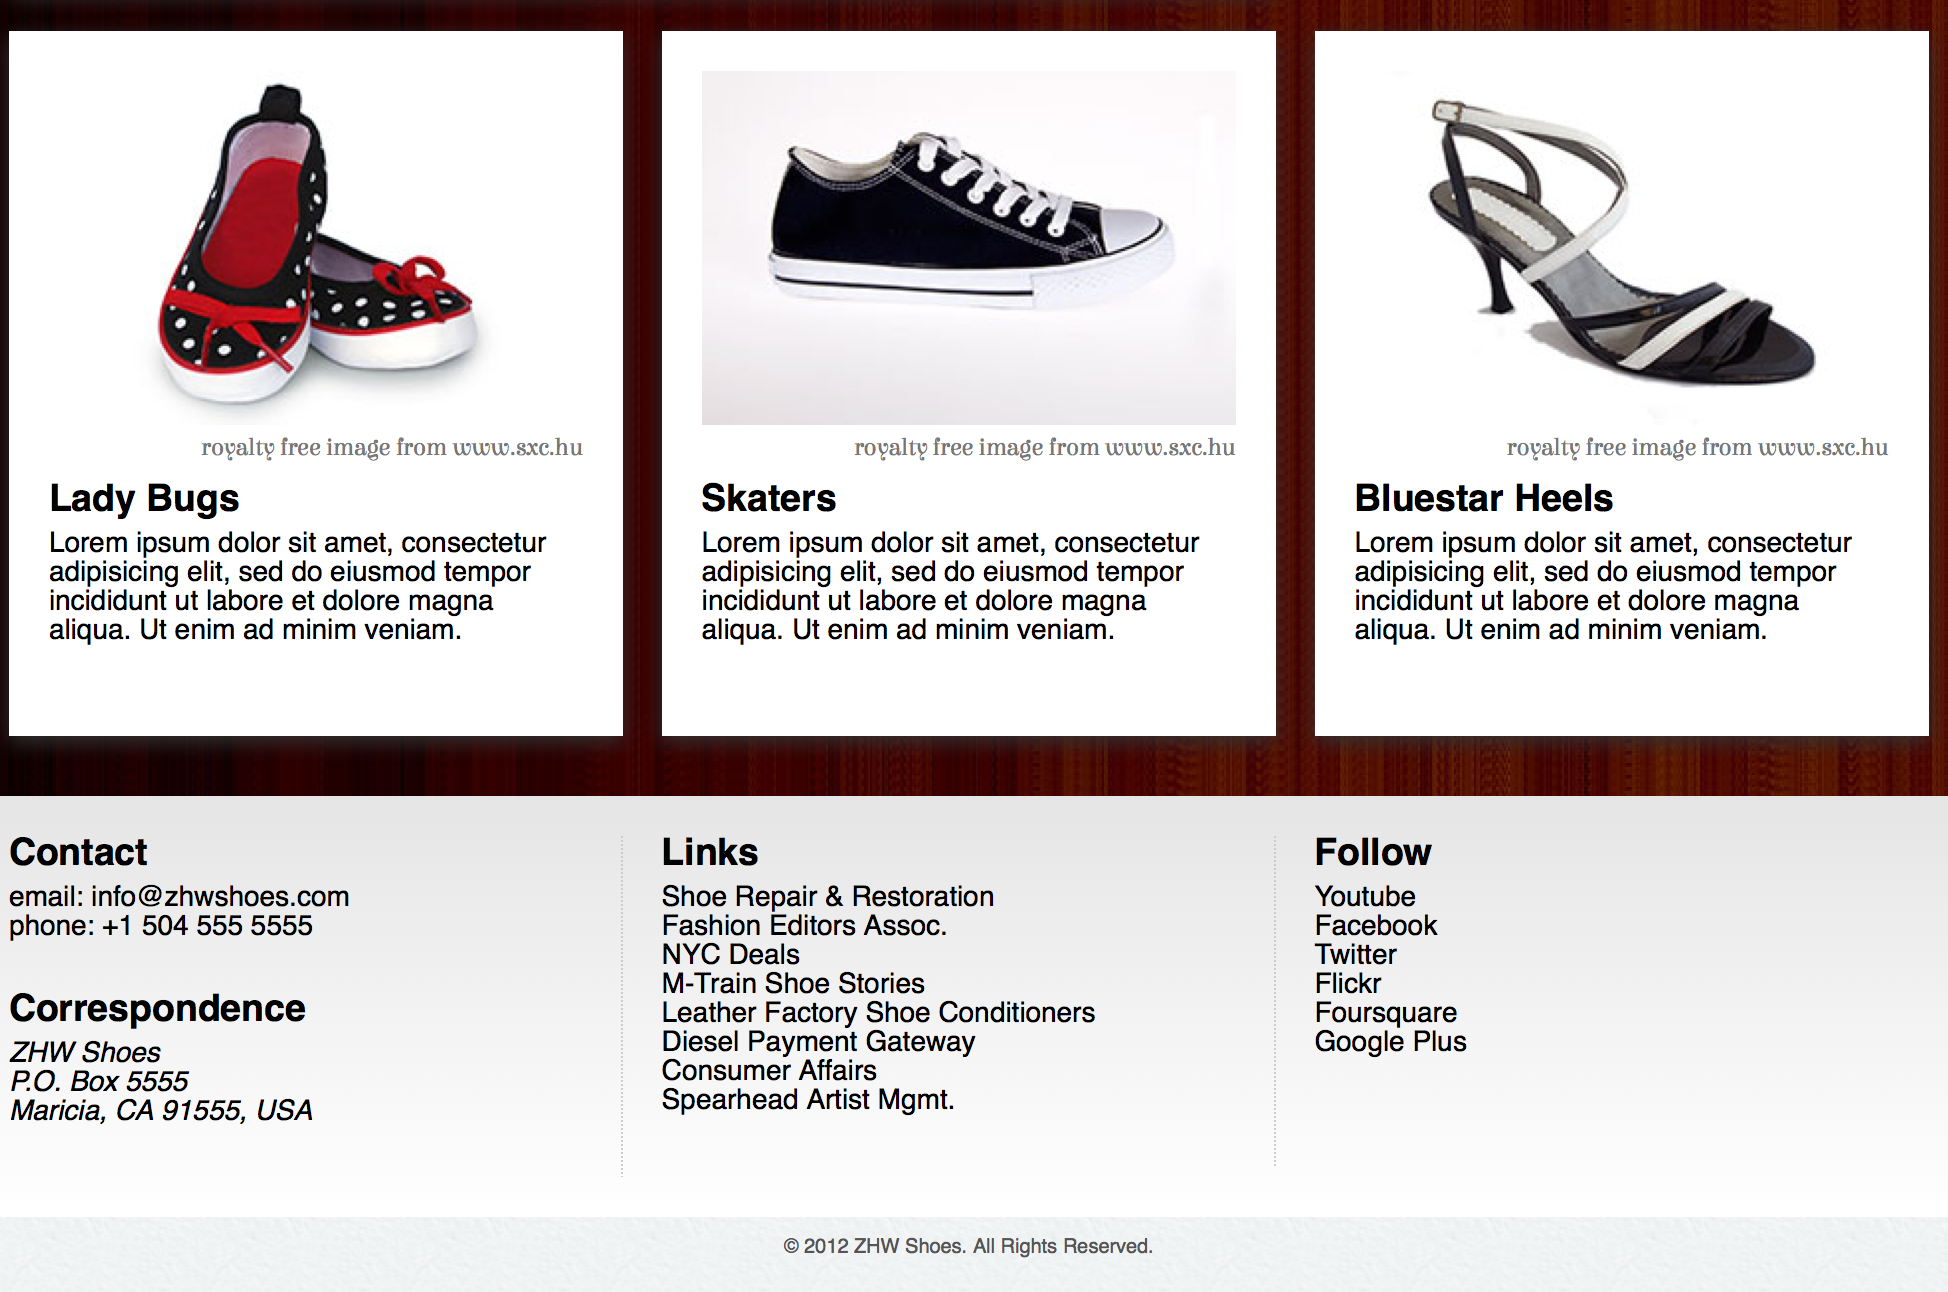 royalty free image from www.sxc.hu
Lady Bugs
Lorem ipsum dolor sit amet, consectetur
adipisicing elit, sed do eiusmod tempor
incididunt ut labore et dolore magna
aliqua. Ut enim ad minim veniam.
royalty free image from www.sxc.hu
Skaters
Lorem ipsum dolor sit amet, consectetur
adipisicing elit, sed do eiusmod tempor
incididunt ut labore et dolore magna
aliqua. Ut enim ad minim veniam.
royalty free image from www.sxc.hu
Bluestar Heels
Lorem ipsum dolor sit amet, consectetur
adipisicing elit, sed do eiusmod tempor
incididunt ut labore et dolore magna
aliqua. Ut enim ad minim veniam.
Contact
email: info@zhwshoes.com
phone: +1 504 555 5555
Correspondence
ZHW Shoes
P.O. Box 5555
Maricia, CA 91555, USA
Links
Shoe Repair & Restoration
Fashion Editors Assoc.
NYC Deals
M-Train Shoe Stories
Leather Factory Shoe Conditioners
Diesel Payment Gateway
Consumer Affairs
Spearhead Artist Mgmt.
Follow
Youtube
Facebook
Twitter
Flickr
Foursquare
Google Plus
© 2012 ZHW Shoes. All Rights Reserved.